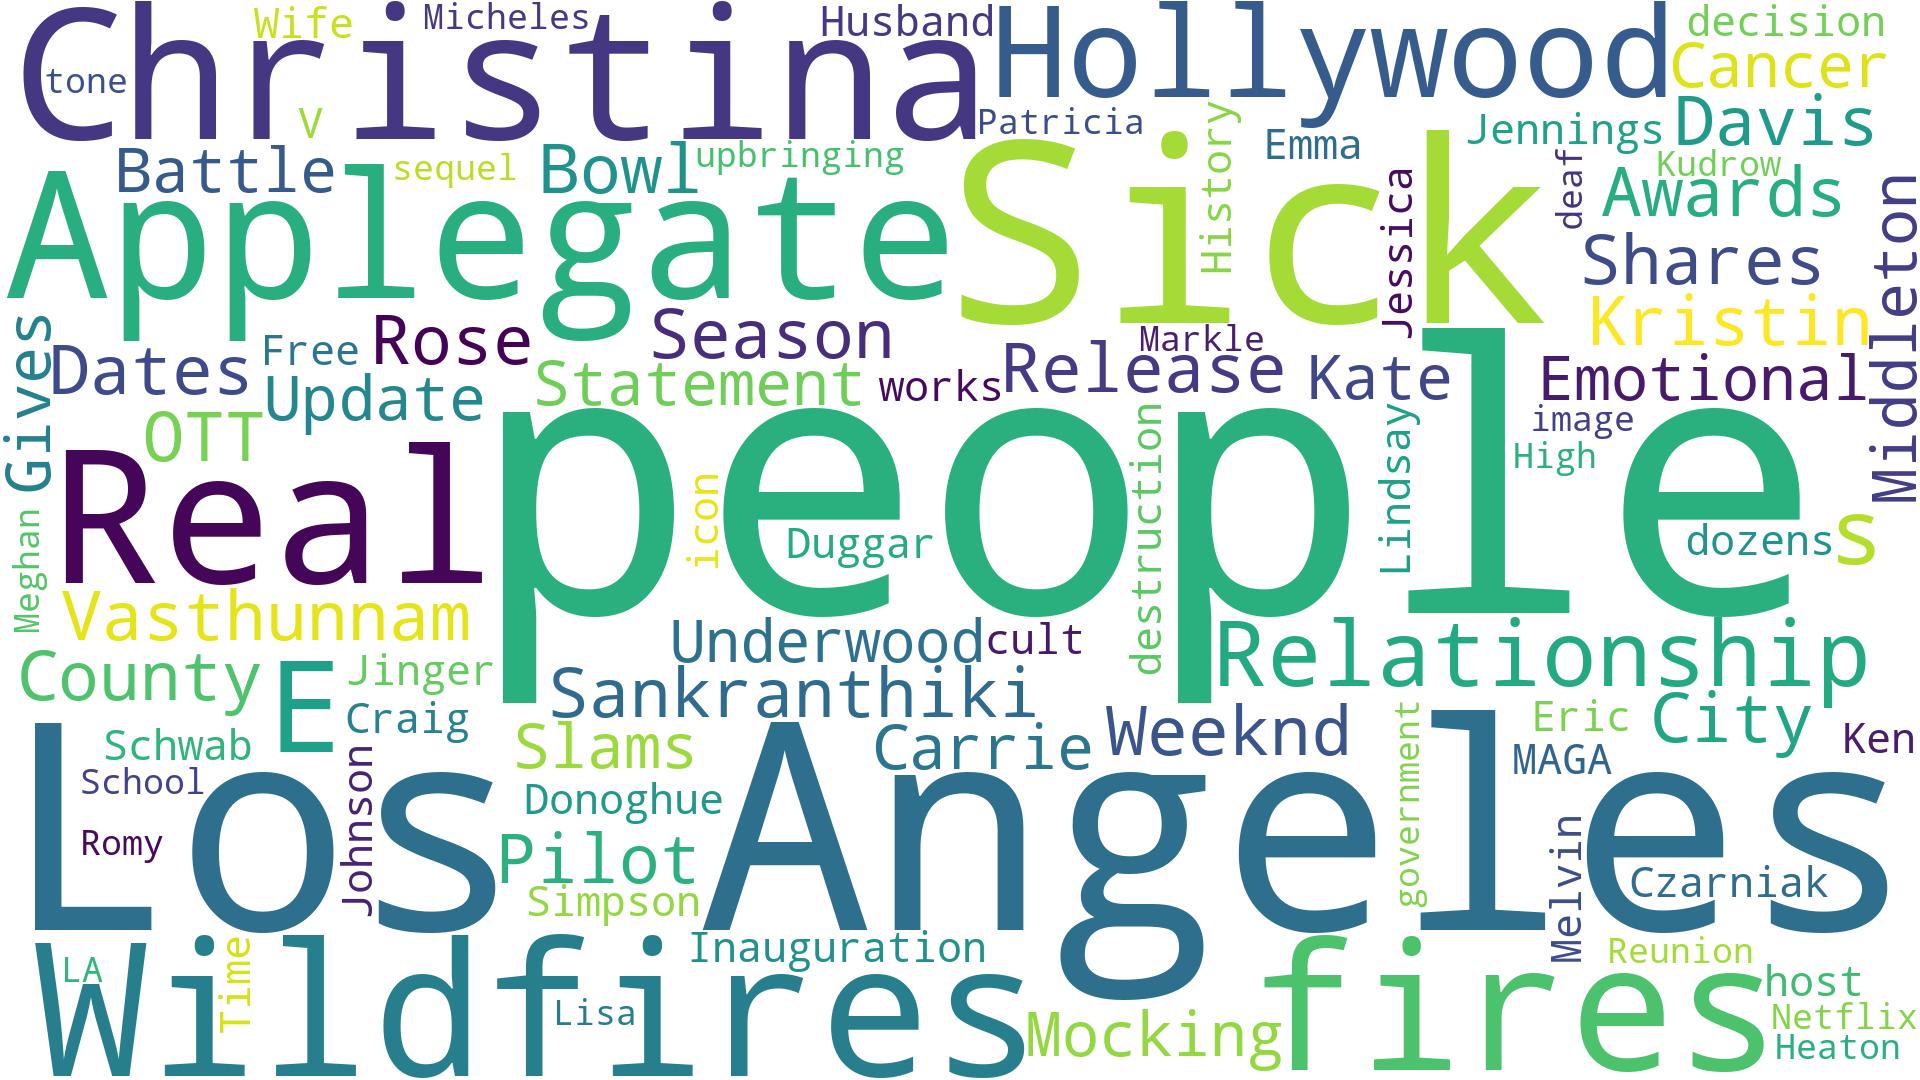 Christina
Wife
Micheles
Husband
Hollywood
decision
tone
Cancer
V
Patricia
History
Emma
Jennings
Davis
Battle
sequel
Bowl
upbringing
Sick
deaf
Kudrow
Applegate
Jessica
Awards
Middleton
Shares
Gives
Dates
Free
Rose
Season
Markle
Kristin
Update
Statement
works
Release
Kate
Emotional
OTT
people
destruction
Lindsay
image
High
Real
icon
Duggar
dozens
s
Meghan
Vasthunnam
Underwood
cult
Relationship
County
E
Jinger
Sankranthiki
Craig
Schwab
Slams
Carrie
Weeknd
government
Eric
City
Ken
School
Johnson
Los
Angeles
MAGA
Donoghue
Romy
Pilot
Melvin
Czarniak
Simpson
Wildfires
LA
Time
Inauguration
fires
Reunion
Lisa
Mocking
host
Netflix
Heaton